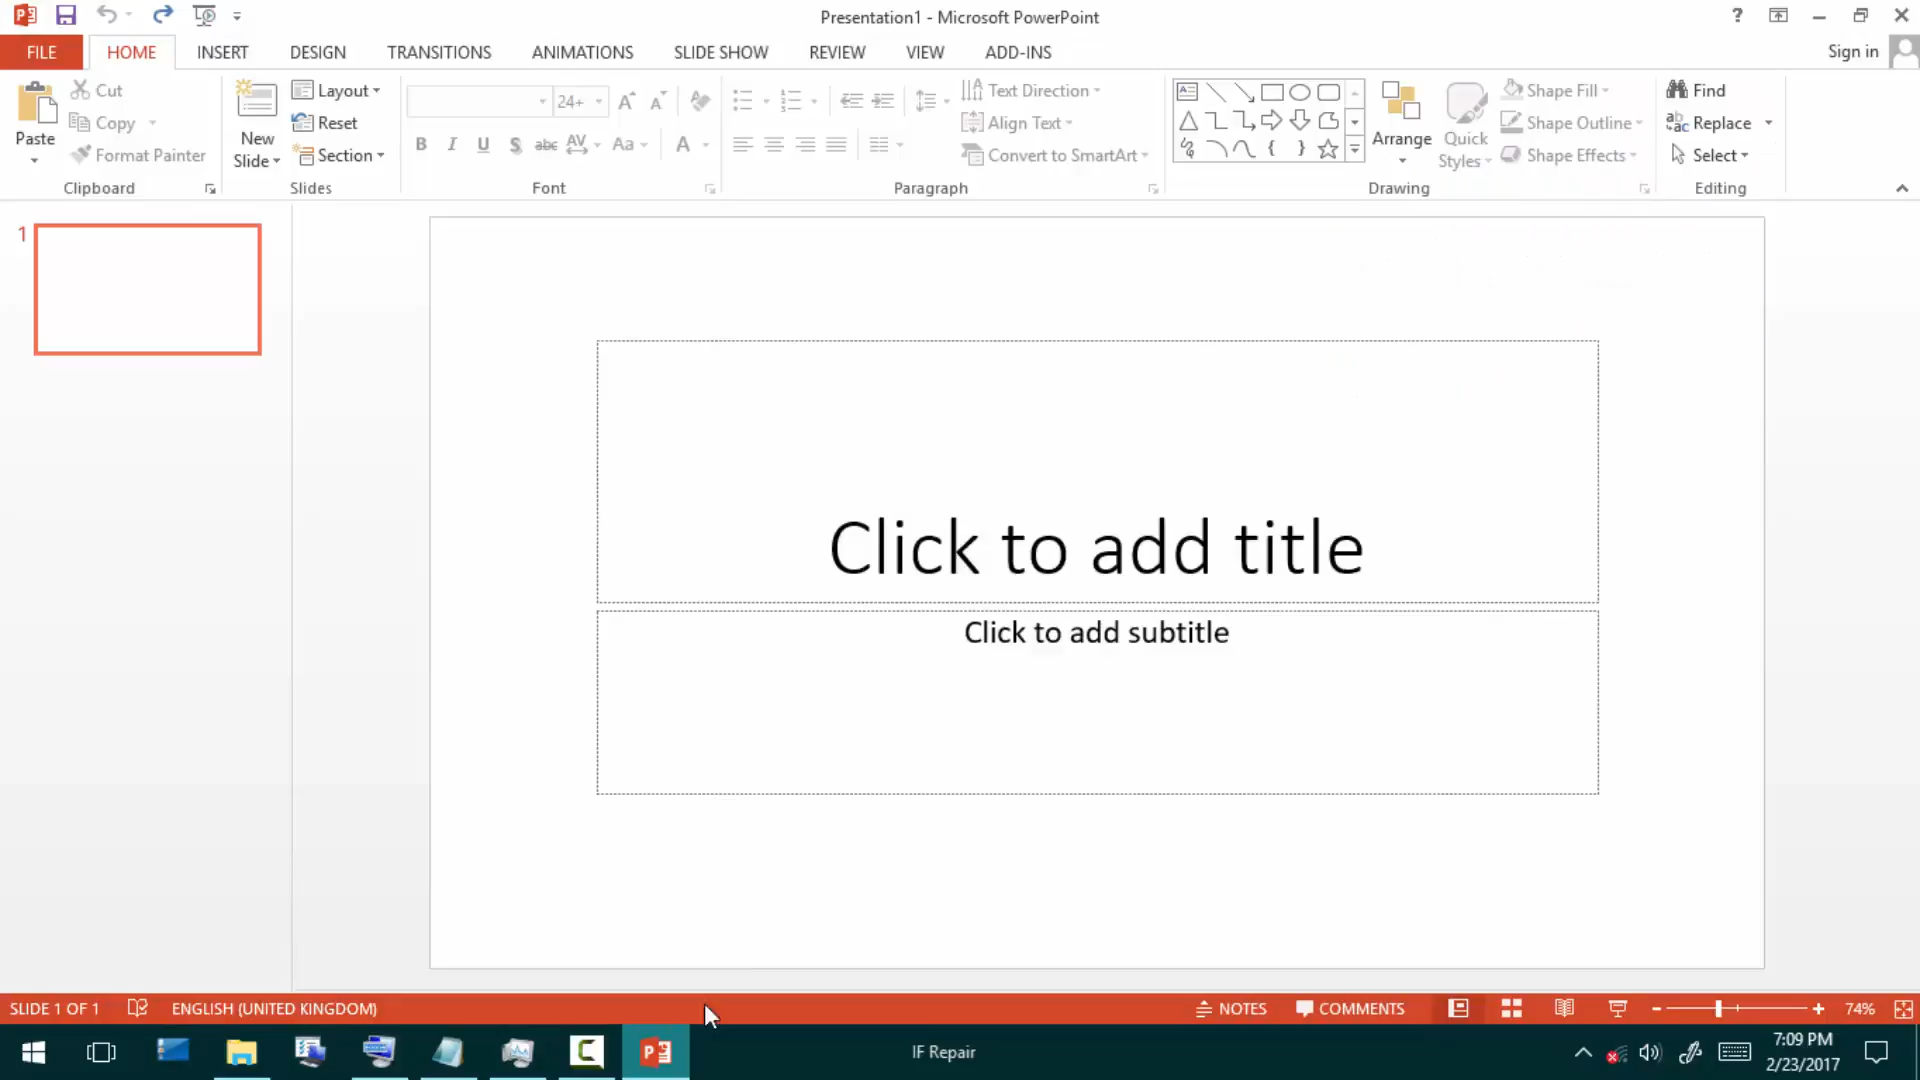 Presentation1 - Microsoft PowerPoint
FILE HOME INSERT DESIGN TRANSITIONS ANIMATIONS SLIDE SHOW REVIEW VIEW ADD-INS Sign in
Paste
Cut
Copy
Format Painter
Clipboard
New
Slide
Layout
Reset
Section
Slides
24+
B I U S abc AV Aa A
Font
Text Direction
Align Text
Convert to SmartArt
Paragraph
Arrange
Quick
Styles
Shape Fill
Shape Outline
Shape Effects
Drawing
Find
Replace
Select
Editing
1
Click to add title
Click to add subtitle
SLIDE 1 OF 1 ENGLISH (UNITED KINGDOM) NOTES COMMENTS 74%
IF Repair
7:09 PM
2/23/2017